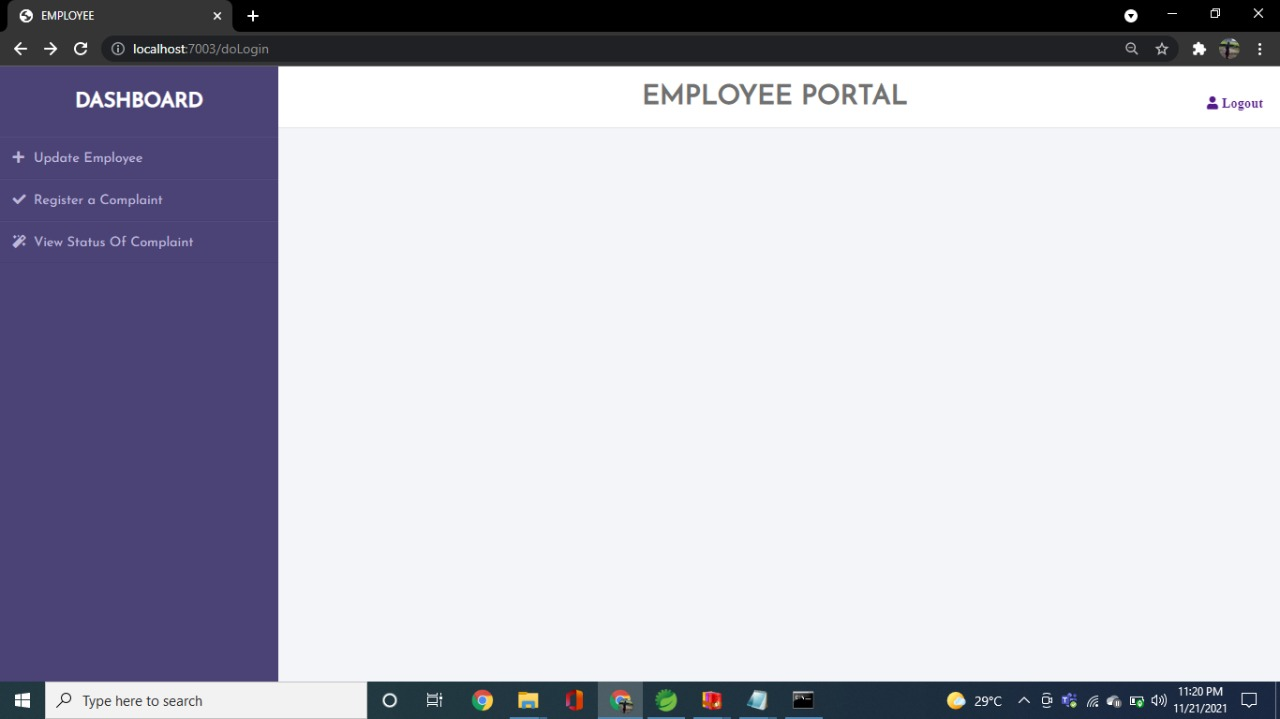 EMPLOYEE
localhost:7003/doLogin
DASHBOARD
EMPLOYEE PORTAL
Logout
Update Employee
Register a Complaint
View Status Of Complaint
Type here to search
29°C
11:20 PM
11/21/2021